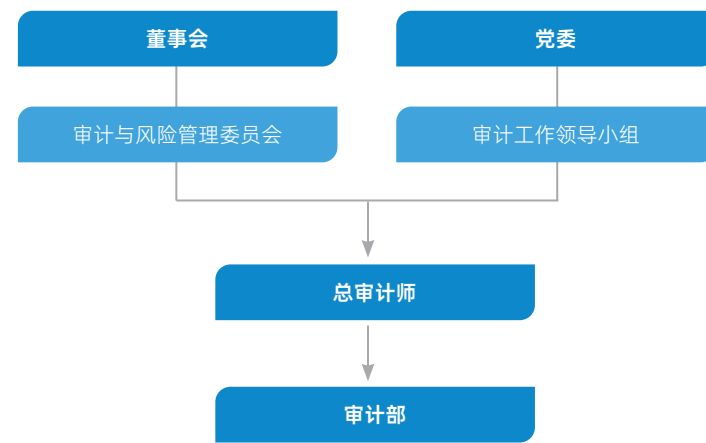 董事会
党委
审计与风险管理委员会
审计工作领导小组
总审计师
审计部